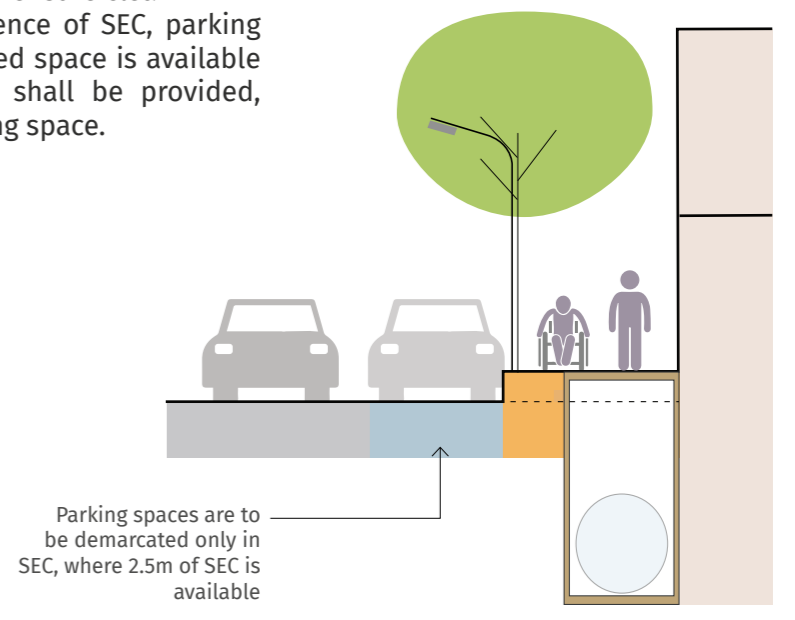 ence of SEC, parking
ed space is available
shall be provided,
ng space.
Parking spaces are to
be demarcated only in
SEC, where 2.5m of SEC is
available